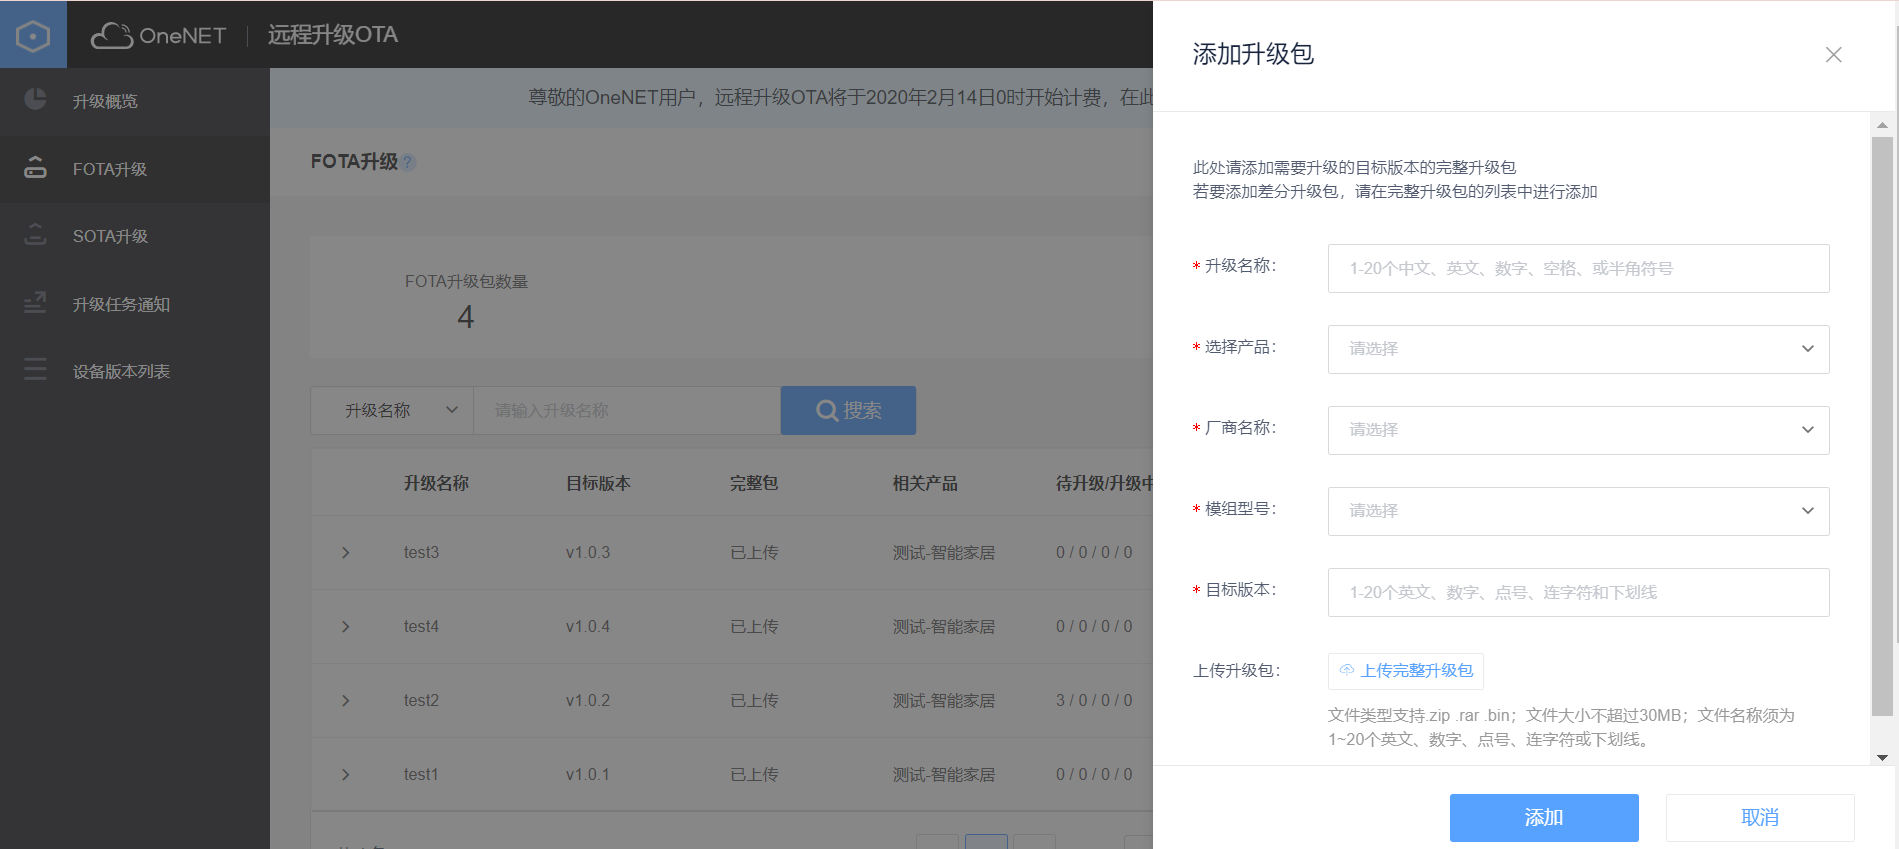 OneNET
远程升级OTA
升级概览
FOTA升级
SOTA升级
升级任务通知
设备版本列表
尊敬的OneNET用户，远程升级OTA将于2020年2月14日0时开始计费，在此
FOTA升级?
FOTA升级包数量
4
升级名称
请输入升级名称
搜索
升级名称 目标版本 完整包 相关产品 待升级/升级中
test3 v1.0.3 已上传 测试-智能家居 0 / 0 / 0 / 0
test4 v1.0.4 已上传 测试-智能家居 0 / 0 / 0 / 0
test2 v1.0.2 已上传 测试-智能家居 3 / 0 / 0 / 0
test1 v1.0.1 已上传 测试-智能家居 0 / 0 / 0 / 0
添加升级包
此处请添加需要升级的目标版本的完整升级包
若要添加差分升级包，请在完整升级包的列表中进行添加
* 升级名称： 1-20个中文、英文、数字、空格、或半角符号
* 选择产品： 请选择
* 厂商名称： 请选择
* 模组型号： 请选择
* 目标版本： 1-20个英文、数字、点号、连字符和下划线
上传升级包： 上传完整升级包
文件类型支持.zip .rar .bin；文件大小不超过30MB；文件名称须为
1~20个英文、数字、点号、连字符或下划线。
添加
取消